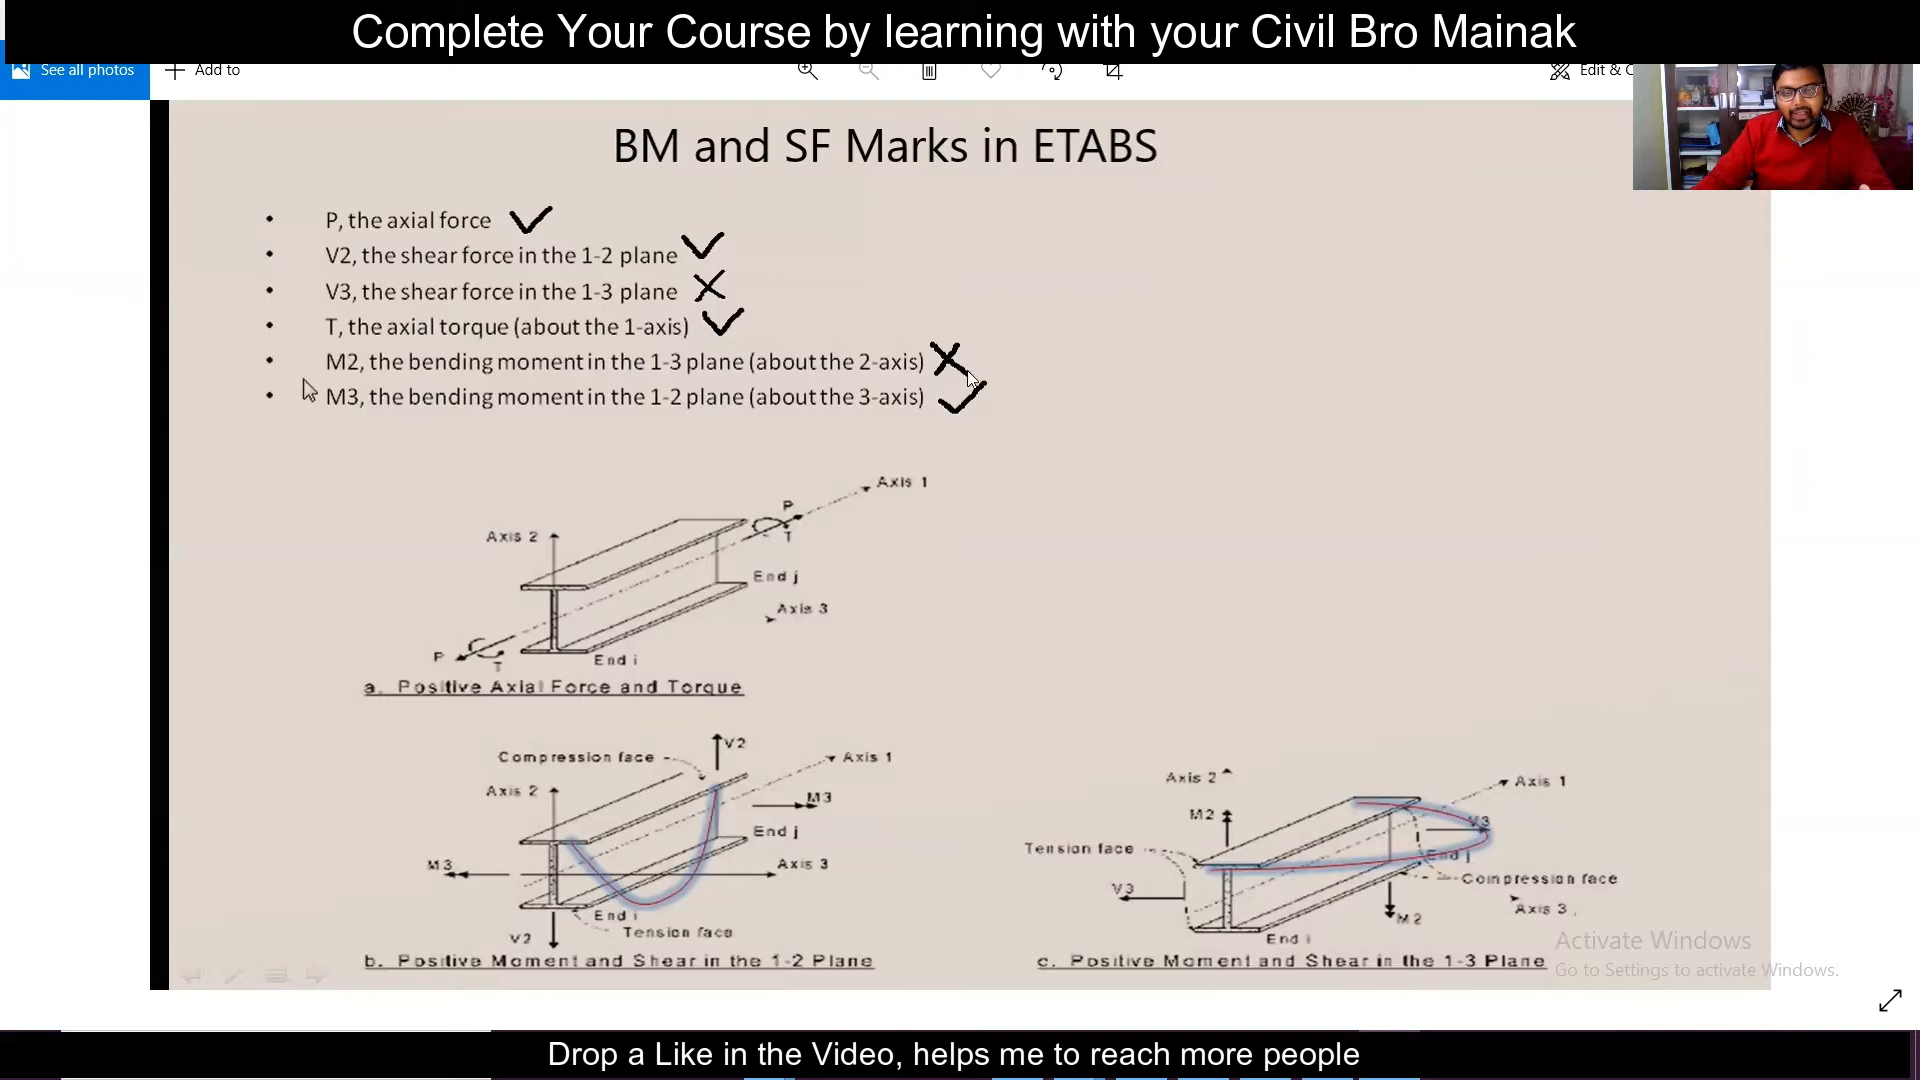 Complete Your Course by learning with your Civil Bro Mainak
See all photos
Add to
Edit & C
BM and SF Marks in ETABS
• P, the axial force
• V2, the shear force in the 1-2 plane
• V3, the shear force in the 1-3 plane
• T, the axial torque (about the 1-axis)
• M2, the bending moment in the 1-3 plane (about the 2-axis)
• M3, the bending moment in the 1-2 plane (about the 3-axis)
Axis 1
P
T
Axis 2
End j
Axis 3
P
T
End i
a. Positive Axial Force and Torque
V2
Compression face
Axis 1
Axis 2
M3
End j
M3
Axis 3
End i
Tension face
V2
b. Positive Moment and Shear in the 1-2 Plane
Axis 2
Axis 1
M2
V3
Tension face
End j
V3
Compression face
Axis 3
M2
End i
c. Positive Moment and Shear in the 1-3 Plane
Activate Windows
Go to Settings to activate Windows.
Drop a Like in the Video, helps me to reach more people